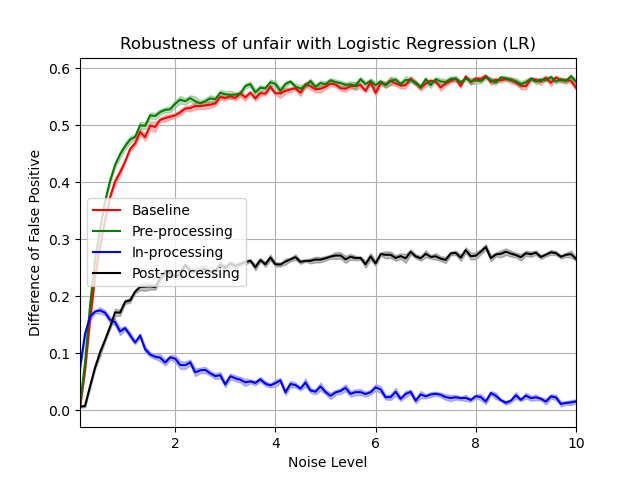 Robustness of unfair with Logistic Regression (LR)
0.6
0.5
0.4
0.3
0.2
0.1
0.0
Difference of False Positive
Baseline
Pre-processing
In-processing
Post-processing
2 4 6 8 10
Noise Level